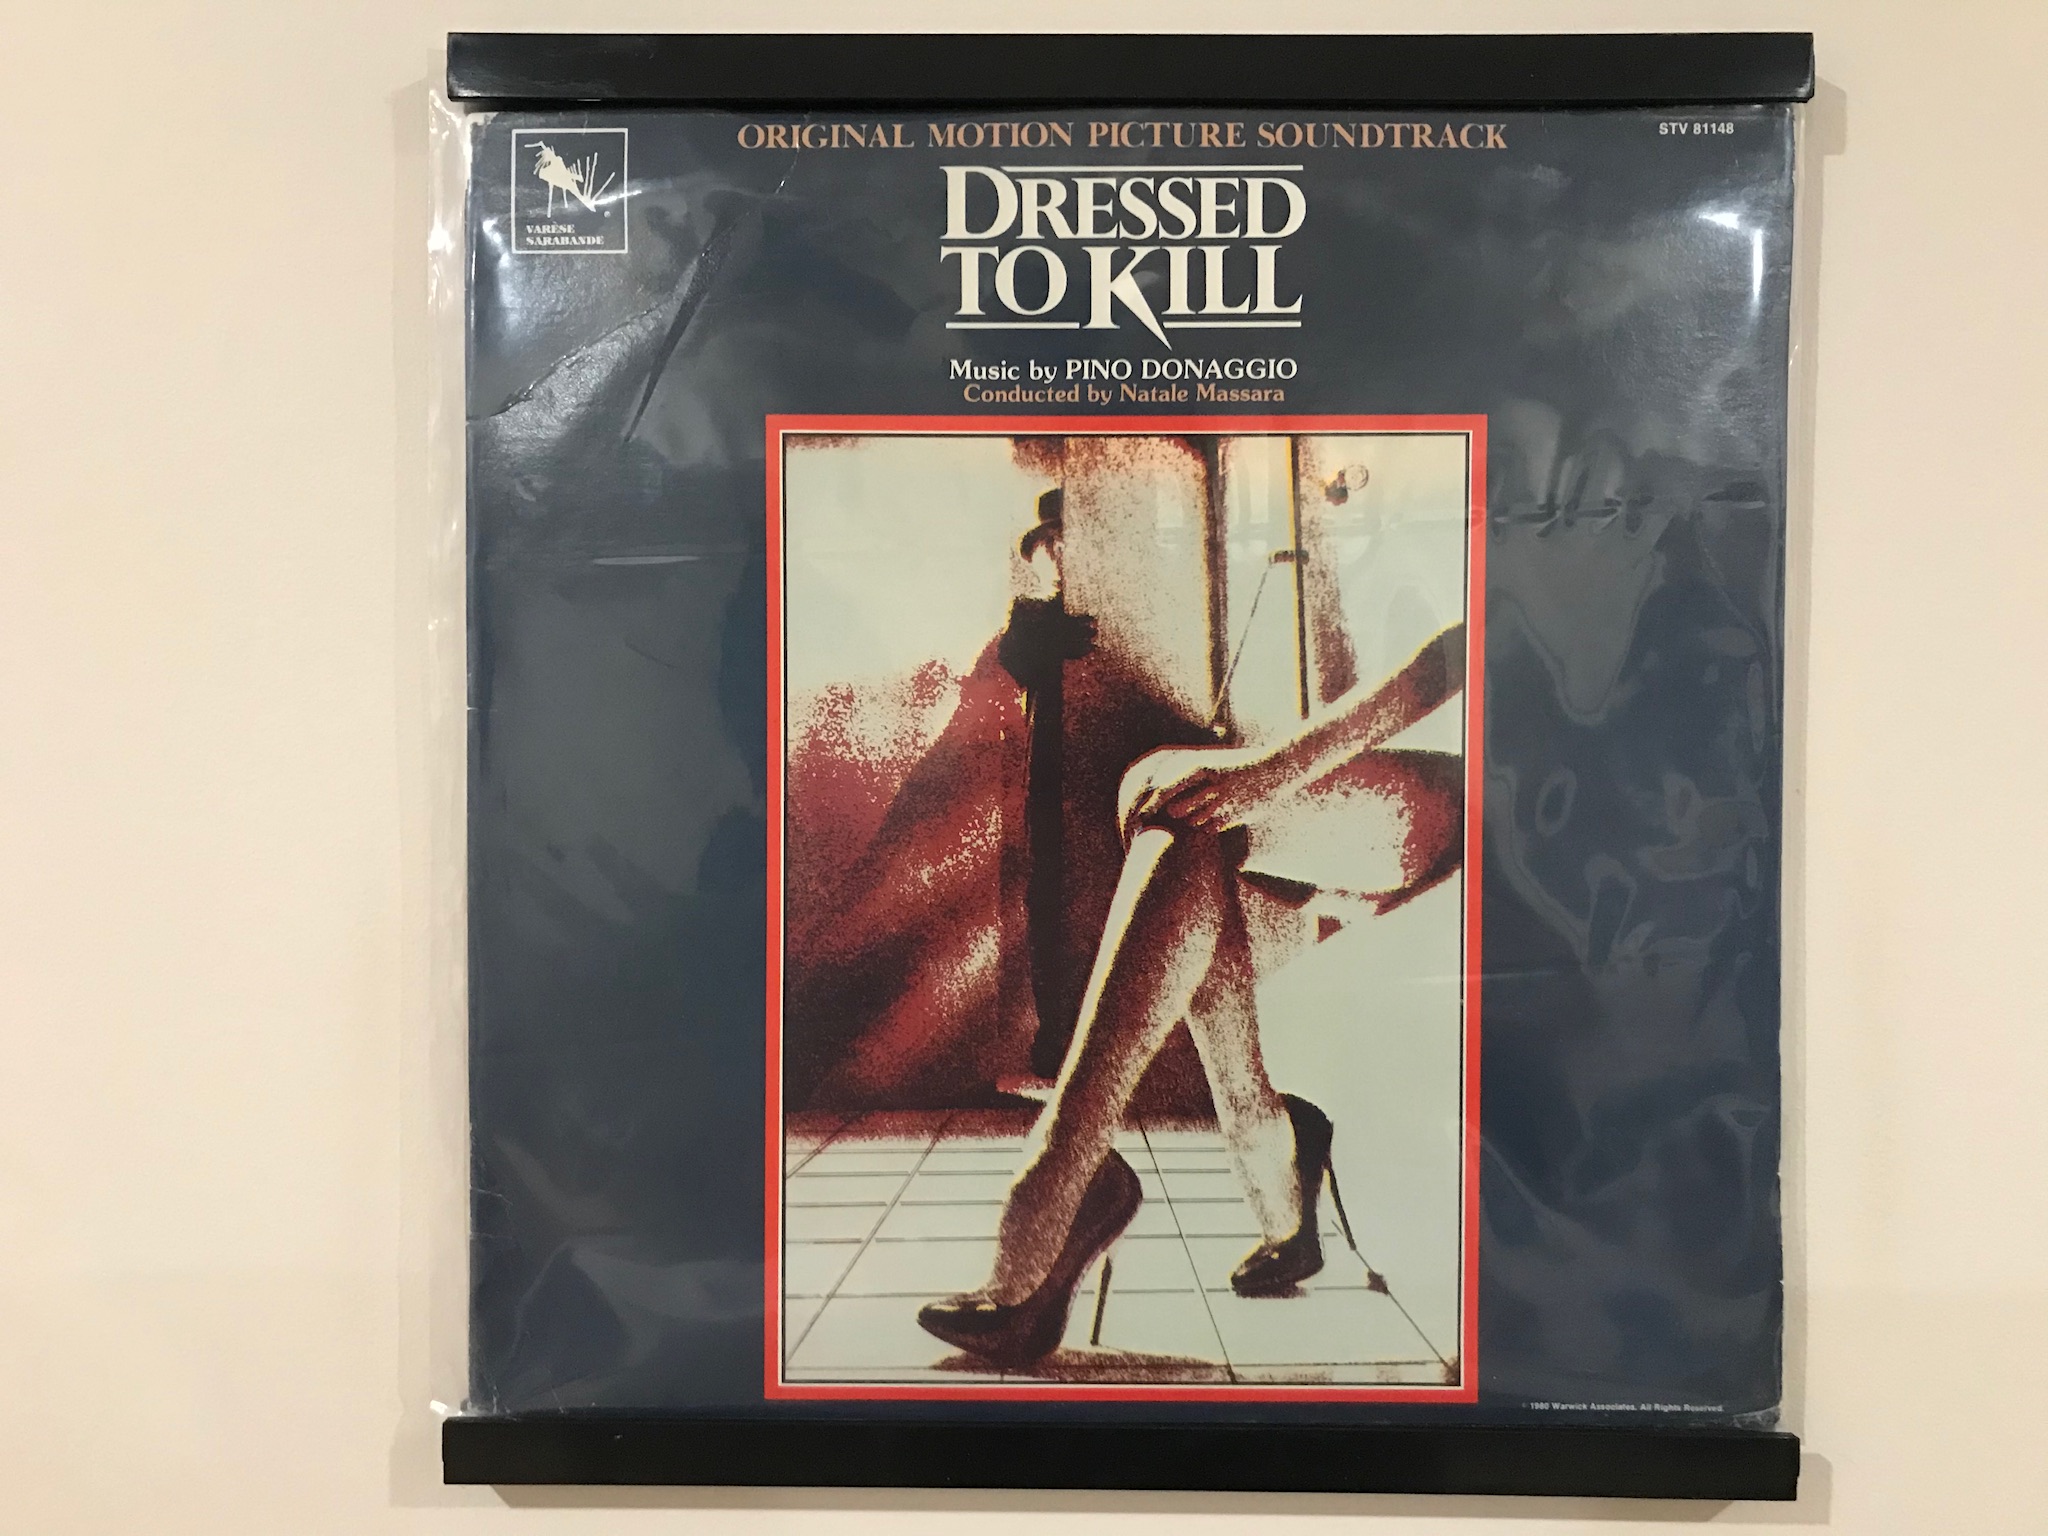 VARÈSE
SARABANDE
ORIGINAL MOTION PICTURE SOUNDTRACK
STV 81148
DRESSED
TO KILL
Music by PINO DONAGGIO
Conducted by Natale Massara
© 1980 Warwick Associates. All Rights Reserved.